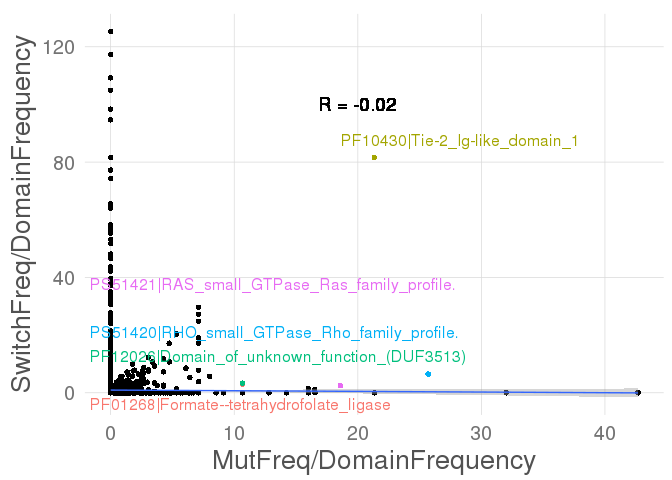 120
R = -0.02
PF10430|Tie-2_Ig-like_domain_1
80
SwitchFreq/DomainFrequency
40
PS51421|RAS_small_GTPase_Ras_family_profile.
PS51420|RHO_small_GTPase_Rho_family_profile.
PF12026|Domain_of_unknown_function_(DUF3513)
0
PF01268|Formate--tetrahydrofolate_ligase
0 10 20 30 40
MutFreq/DomainFrequency